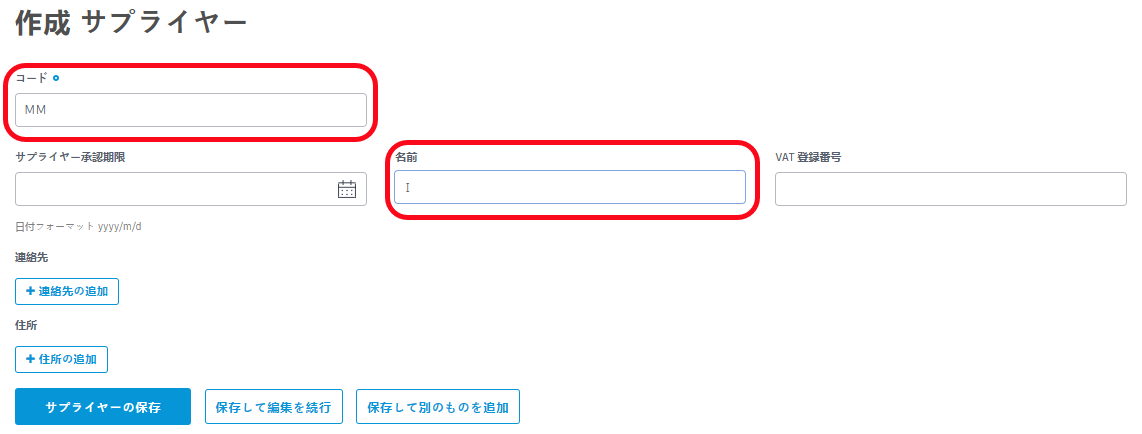 作成 サプライヤー
コード
MM
サプライヤー承認期限
名前
VAT 登録番号
日付フォーマット yyyy/m/d
連絡先
+ 連絡先の追加
住所
+ 住所の追加
サプライヤーの保存 保存して編集を続行 保存して別のものを追加